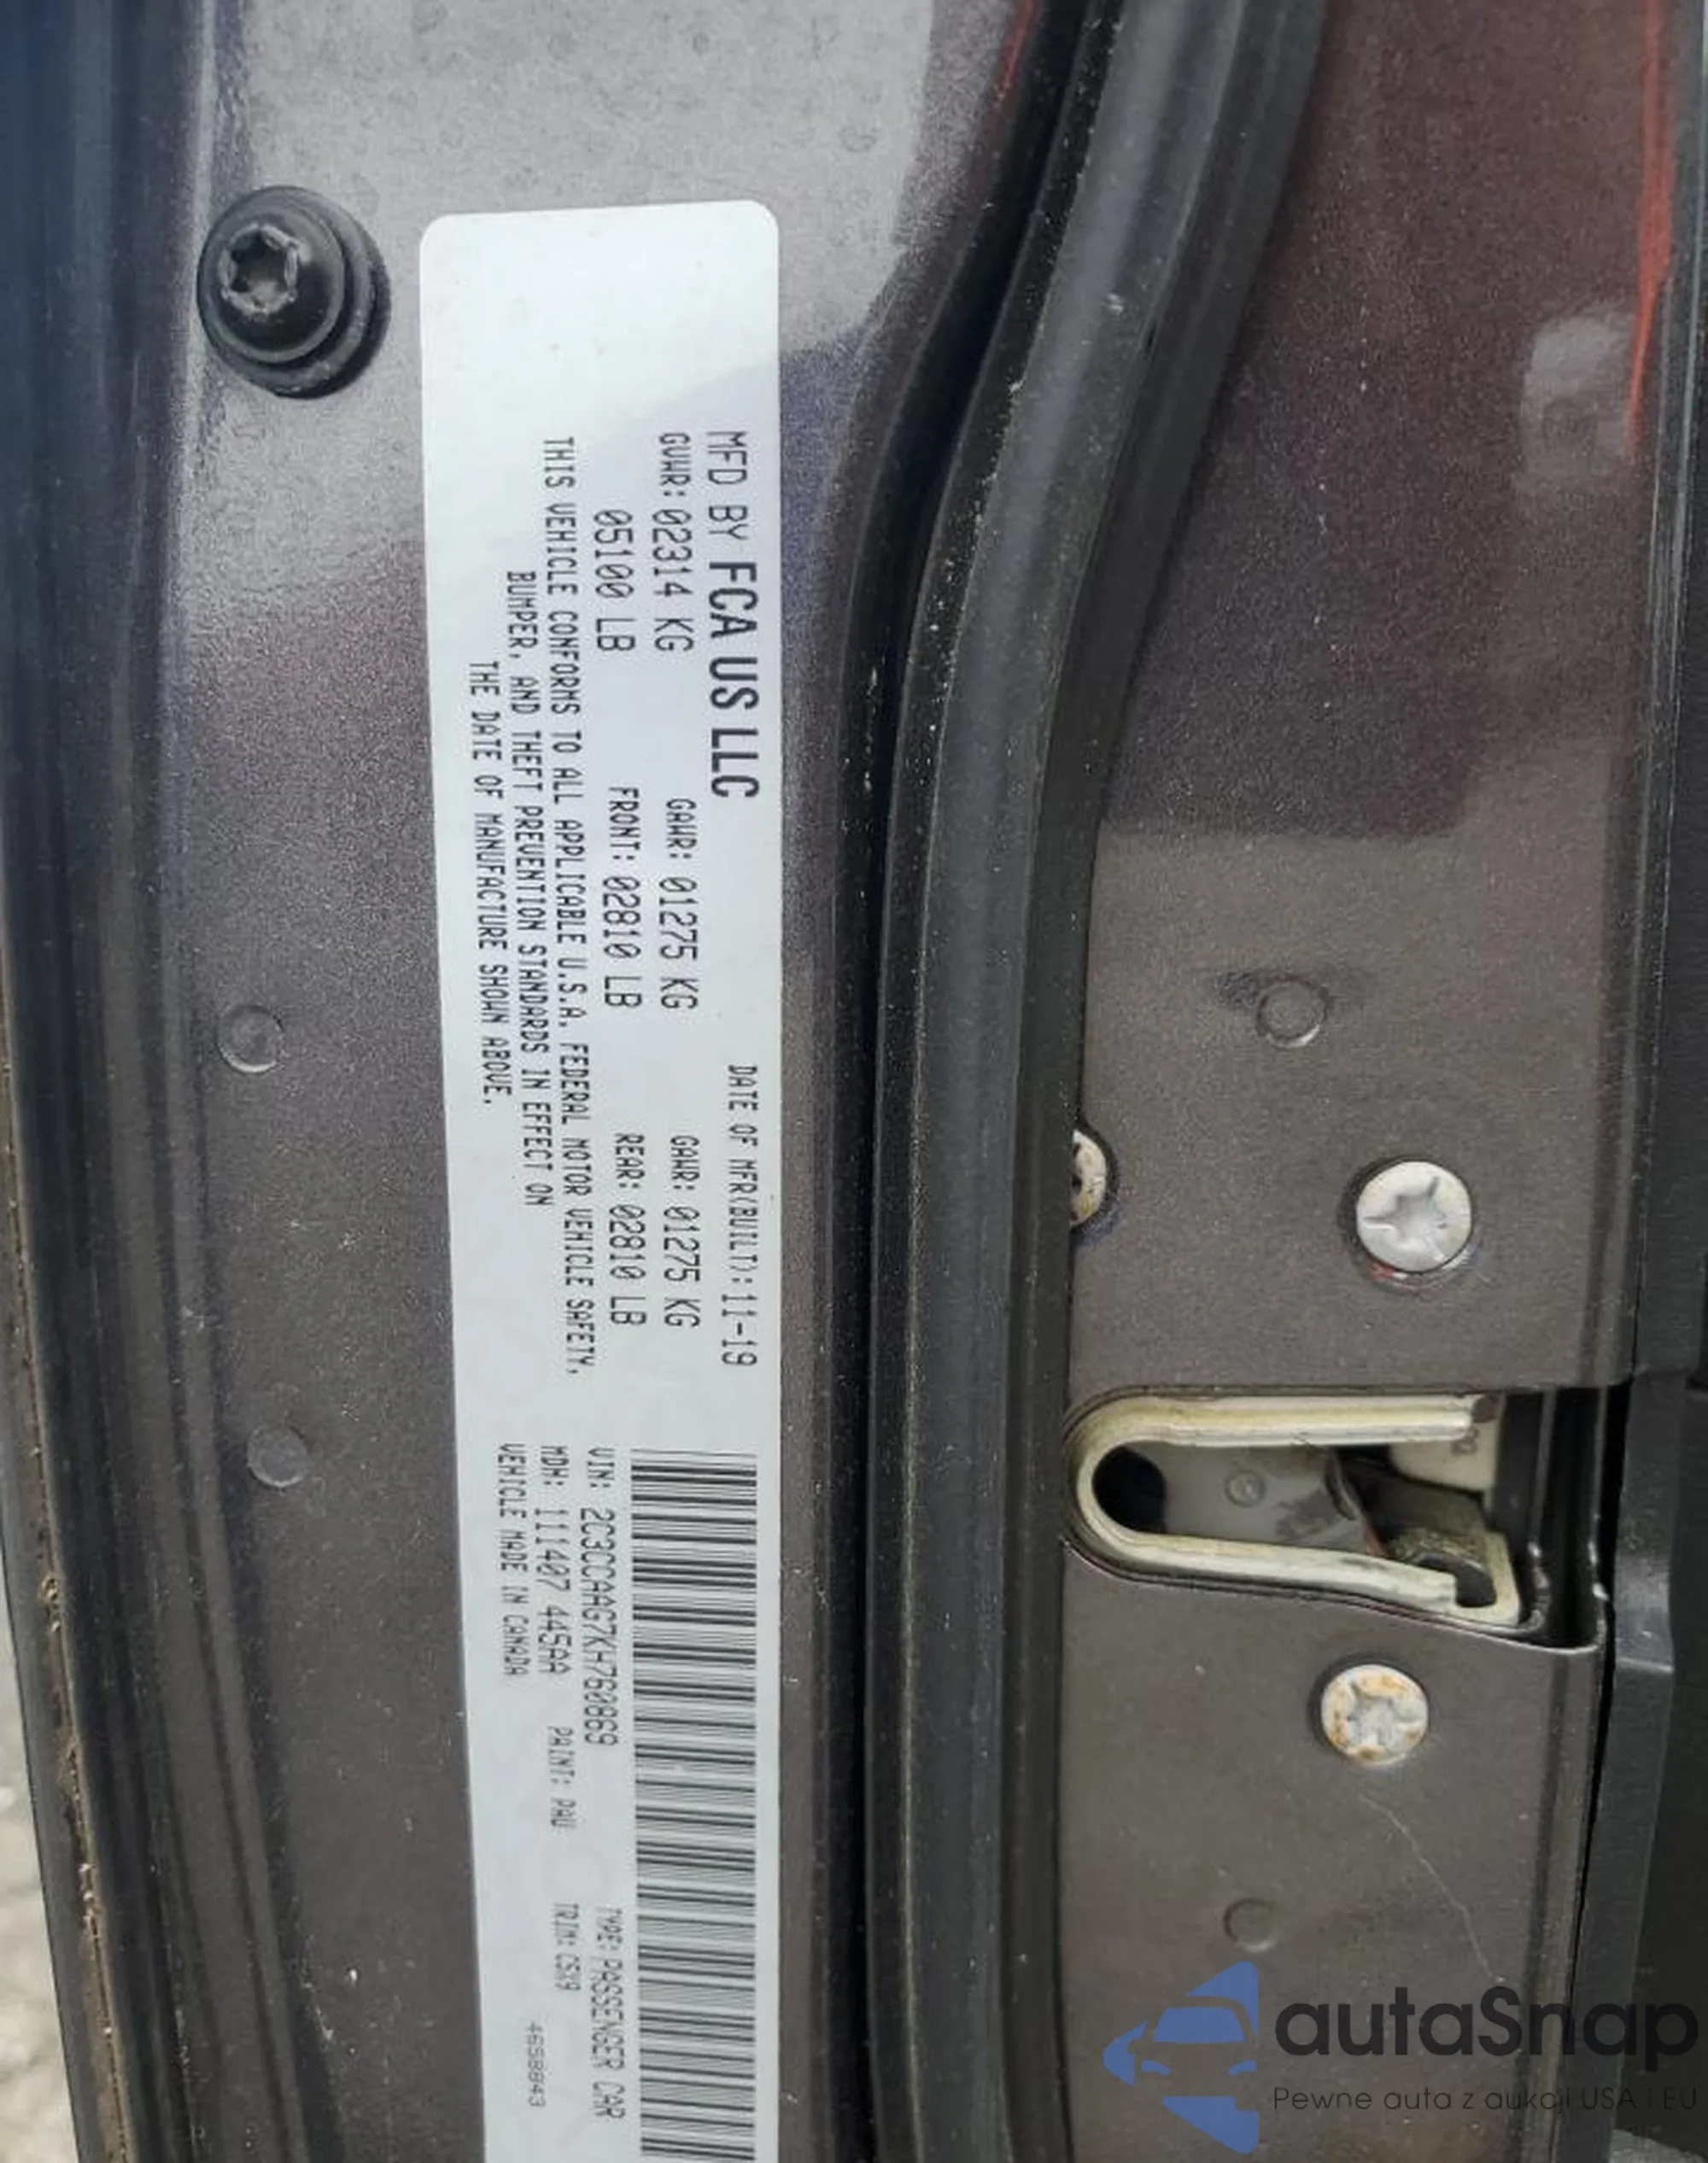 MFD BY FCA US LLC DATE OF MFR(BUILT): 11-19
GVWR: 02314 KG GAWR: 01275 KG GAWR: 01275 KG
05100 LB FRONT: 02810 LB REAR: 02810 LB
THIS VEHICLE CONFORMS TO ALL APPLICABLE U.S.A. FEDERAL MOTOR VEHICLE SAFETY,
BUMPER, AND THEFT PREVENTION STANDARDS IN EFFECT ON
THE DATE OF MANUFACTURE SHOWN ABOVE.
VIN: 2C3CCAAG7KH760869 TYPE: PASSENGER CAR
MDH: 111407 445AA PAINT: PAU TRIM: C5X9
VEHICLE MADE IN CANADA 4658843
autaSnap
Pewne auta z aukcji USA i EU